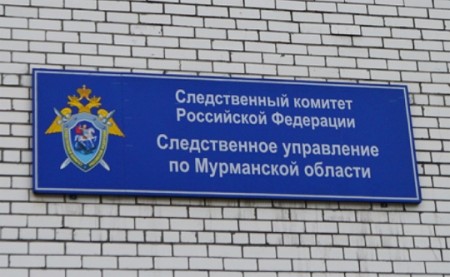 Следственный комитет
Российской Федерации
Следственное управление
по Мурманской области